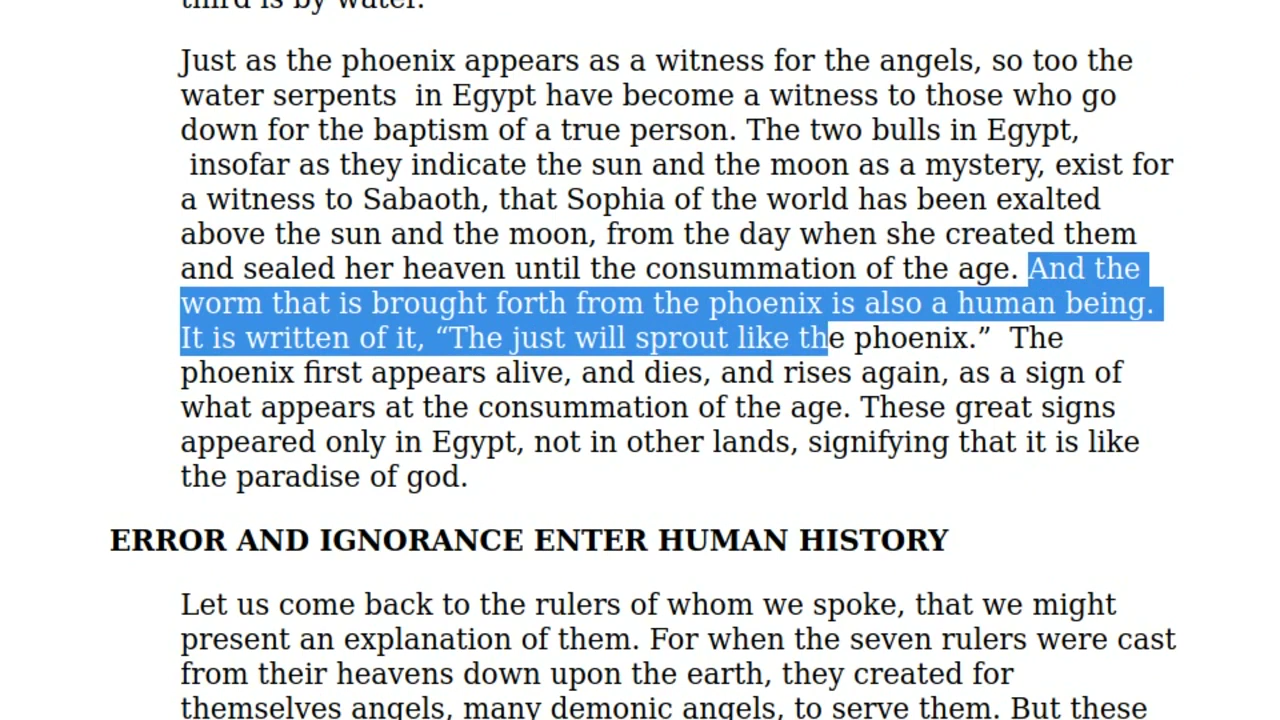 third is by water.
Just as the phoenix appears as a witness for the angels, so too the
water serpents  in Egypt have become a witness to those who go
down for the baptism of a true person. The two bulls in Egypt,
 insofar as they indicate the sun and the moon as a mystery, exist for
a witness to Sabaoth, that Sophia of the world has been exalted
above the sun and the moon, from the day when she created them
and sealed her heaven until the consummation of the age. And the
worm that is brought forth from the phoenix is also a human being.
It is written of it, “The just will sprout like the phoenix.”  The
phoenix first appears alive, and dies, and rises again, as a sign of
what appears at the consummation of the age. These great signs
appeared only in Egypt, not in other lands, signifying that it is like
the paradise of god.
ERROR AND IGNORANCE ENTER HUMAN HISTORY
Let us come back to the rulers of whom we spoke, that we might
present an explanation of them. For when the seven rulers were cast
from their heavens down upon the earth, they created for
themselves angels, many demonic angels, to serve them. But these